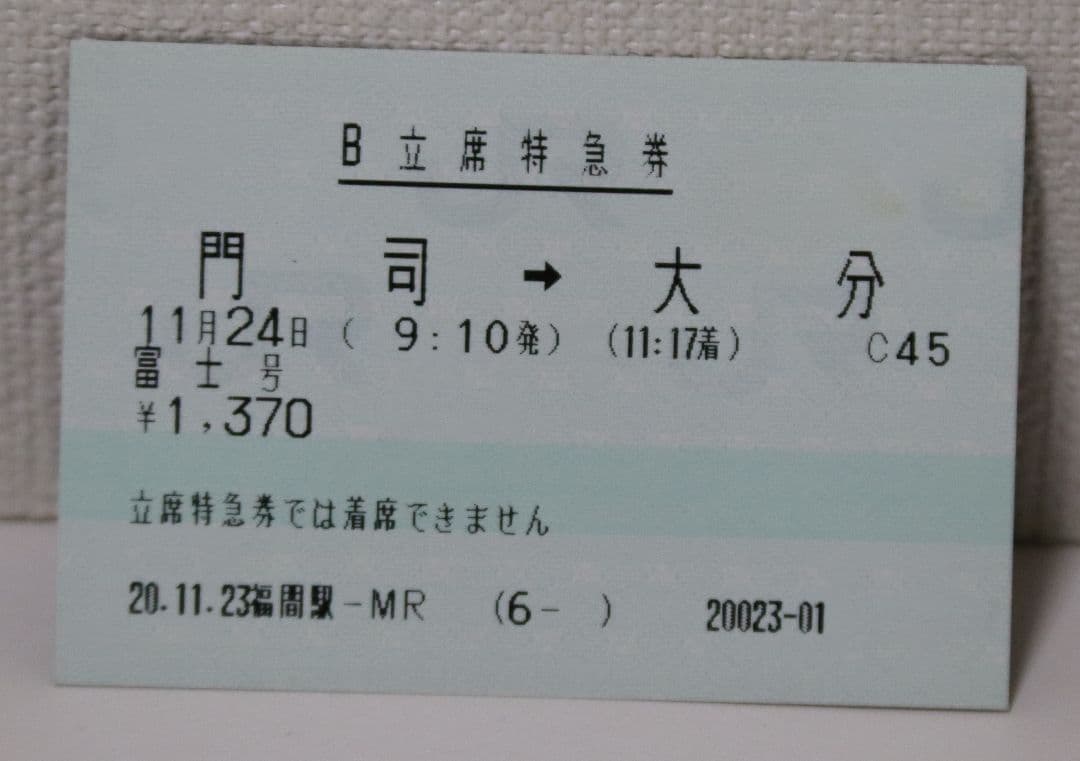 B 立席特急券
門司 → 大分
11月24日 ( 9:10発) (11:17着) C45
富士号
¥1,370
立席特急券では着席できません
20.11.23福間駅-MR (6- ) 20023-01